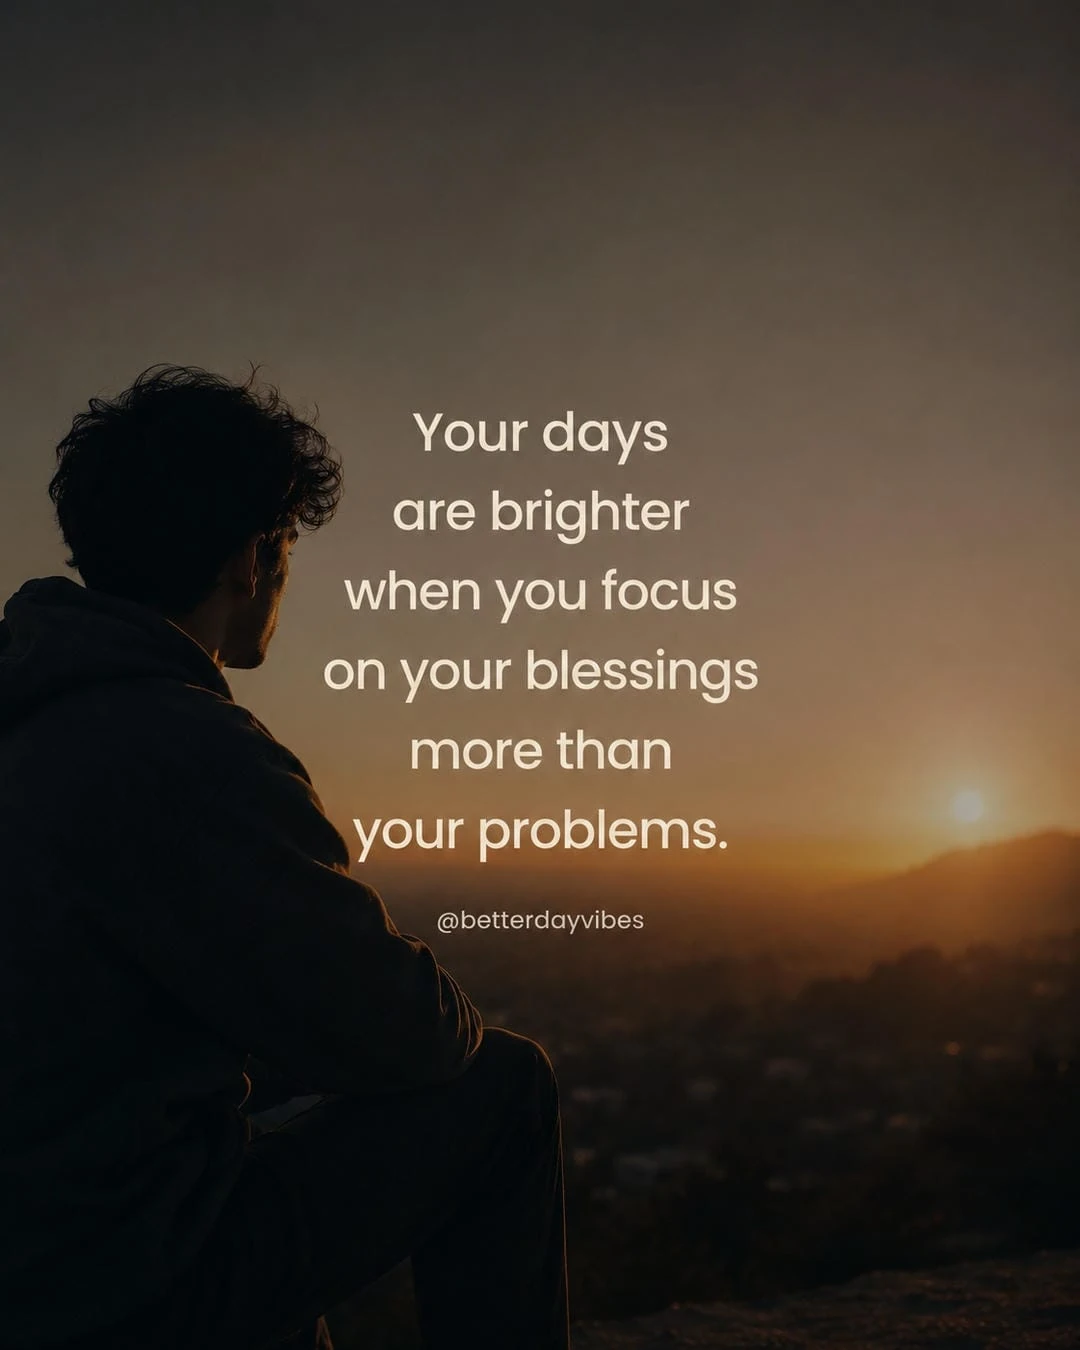 Your days
are brighter
when you focus
on your blessings
more than
your problems.
@betterdayvibes